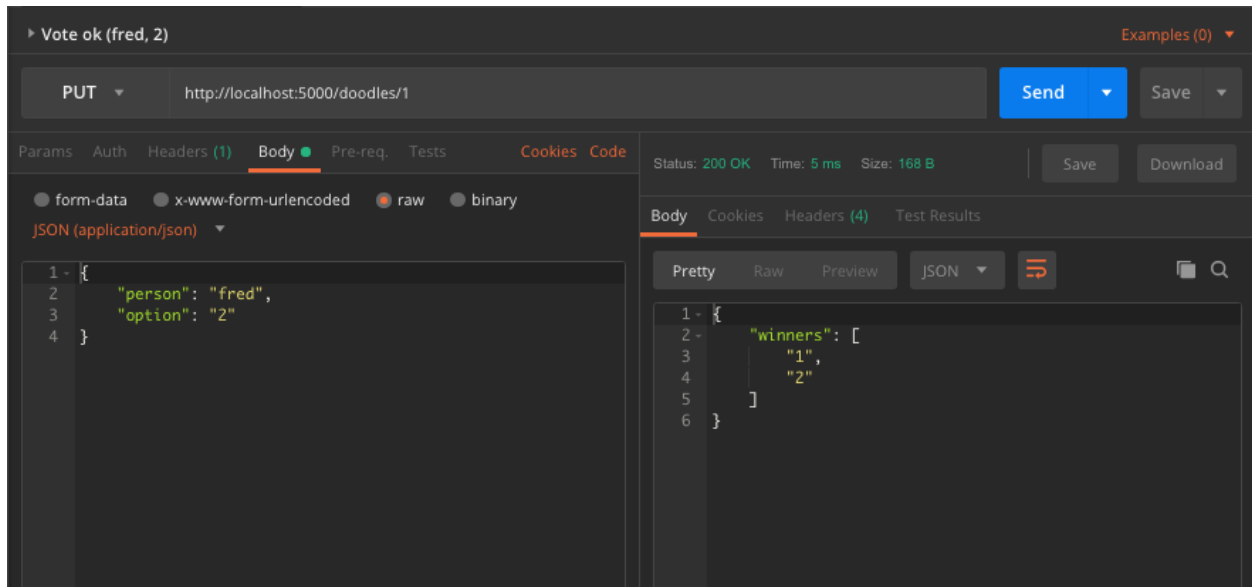 Vote ok (fred, 2) Examples (0)
PUT http://localhost:5000/doodles/1 Send Save
Params Auth Headers (1) Body Pre-req. Tests Cookies Code
Status: 200 OK Time: 5 ms Size: 168 B Save Download
form-data x-www-form-urlencoded raw binary
JSON (application/json)
1 {
2 "person": "fred",
3 "option": "2"
4 }
Body Cookies Headers (4) Test Results
Pretty Raw Preview JSON
1 {
2 "winners": [
3 "1",
4 "2"
5 ]
6 }